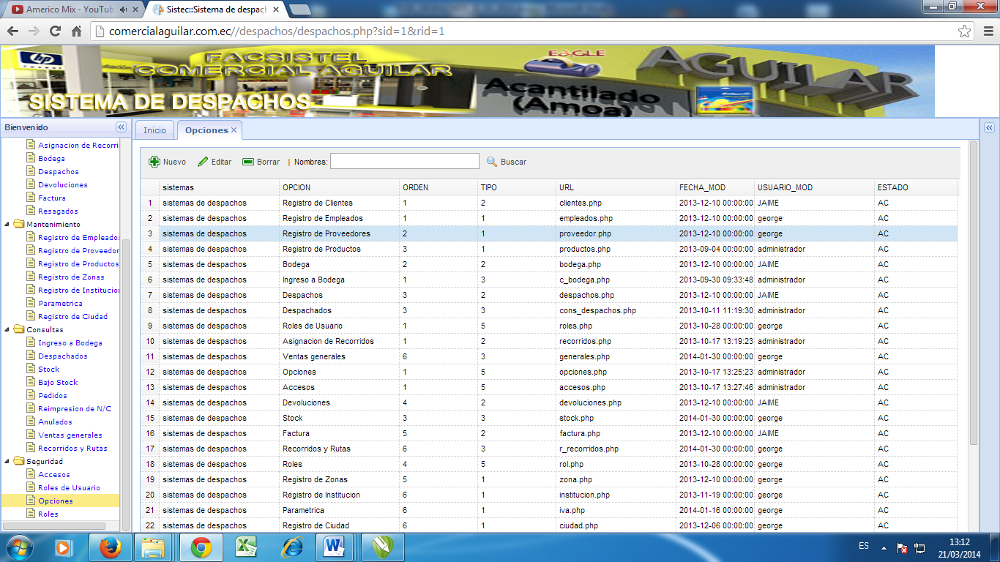 Americo Mix - YouTub
Sistec::Sistema de despach
comercialaguilar.com.ec//despachos/despachos.php?sid=1&rid=1
hp
FACSISTEL
COMERCIAL AGUILAR
SISTEMA DE DESPACHOS
EAGLE
AGUILAR
Acantilado
(Amoa)
Bienvenido
Asignacion de Recorri
Bodega
Despachos
Devoluciones
Factura
Resagados
Mantenimiento
Registro de Empleado
Registro de Proveedor
Registro de Productos
Registro de Zonas
Registro de Institucion
Parametrica
Registro de Ciudad
Consultas
Ingreso a Bodega
Despachados
Stock
Bajo Stock
Pedidos
Reimpresion de N/C
Anulados
Ventas generales
Recorridos y Rutas
Seguridad
Accesos
Roles de Usuario
Opciones
Roles
Inicio Opciones
Nuevo Editar Borrar | Nombres: Buscar
sistemas OPCION ORDEN TIPO URL FECHA_MOD USUARIO_MOD ESTADO
1 sistemas de despachos Registro de Clientes 1 2 clientes.php 2013-12-10 00:00:00 JAIME AC
2 sistemas de despachos Registro de Empleados 1 1 empleados.php 2013-12-10 00:00:00 george AC
3 sistemas de despachos Registro de Proveedores 2 1 proveedor.php 2013-12-10 00:00:00 george AC
4 sistemas de despachos Registro de Productos 3 1 productos.php 2013-09-04 00:00:00 administrador AC
5 sistemas de despachos Bodega 2 2 bodega.php 2013-12-10 00:00:00 JAIME AC
6 sistemas de despachos Ingreso a Bodega 1 3 c_bodega.php 2013-09-30 09:33:48 administrador AC
7 sistemas de despachos Despachos 3 2 despachos.php 2013-12-10 00:00:00 JAIME AC
8 sistemas de despachos Despachados 3 3 cons_despachos.php 2013-10-11 11:19:30 administrador AC
9 sistemas de despachos Roles de Usuario 1 5 roles.php 2013-10-28 00:00:00 george AC
10 sistemas de despachos Asignacion de Recorridos 1 2 recorridos.php 2013-10-17 13:19:23 administrador AC
11 sistemas de despachos Ventas generales 6 3 generales.php 2014-01-30 00:00:00 george AC
12 sistemas de despachos Opciones 1 5 opciones.php 2013-10-17 13:25:23 administrador AC
13 sistemas de despachos Accesos 1 5 accesos.php 2013-10-17 13:27:46 administrador AC
14 sistemas de despachos Devoluciones 4 2 devoluciones.php 2013-12-10 00:00:00 JAIME AC
15 sistemas de despachos Stock 3 3 stock.php 2014-01-30 00:00:00 george AC
16 sistemas de despachos Factura 5 2 factura.php 2013-12-10 00:00:00 JAIME AC
17 sistemas de despachos Recorridos y Rutas 6 3 r_recorridos.php 2014-01-30 00:00:00 george AC
18 sistemas de despachos Roles 4 5 rol.php 2013-10-28 00:00:00 george AC
19 sistemas de despachos Registro de Zonas 5 1 zona.php 2013-12-10 00:00:00 george AC
20 sistemas de despachos Registro de Institucion 6 1 institucion.php 2013-11-19 00:00:00 george AC
21 sistemas de despachos Parametrica 6 1 iva.php 2014-01-16 00:00:00 george AC
22 sistemas de despachos Registro de Ciudad 6 1 ciudad.php 2013-12-06 00:00:00 george AC
ES
13:12
21/03/2014